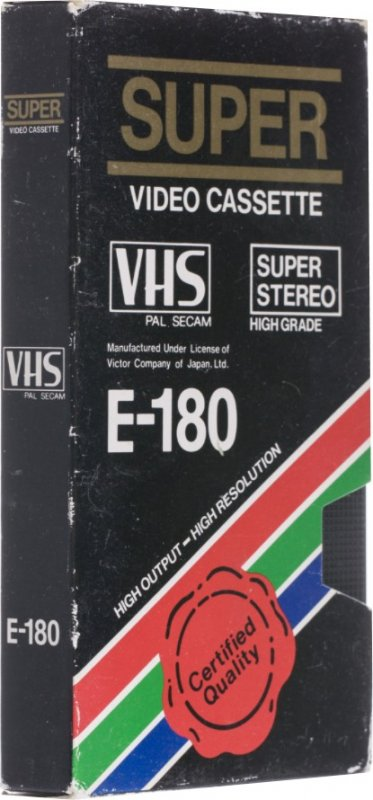 SUPER
VIDEO CASSETTE
VHS
PAL SECAM
E-180
SUPER
VIDEO CASSETTE
VHS
PAL SECAM
SUPER
STEREO
HIGH GRADE
Manufactured Under License of
Victor Company of Japan, Ltd.
E-180
HIGH OUTPUT – HIGH RESOLUTION
Certified
Quality